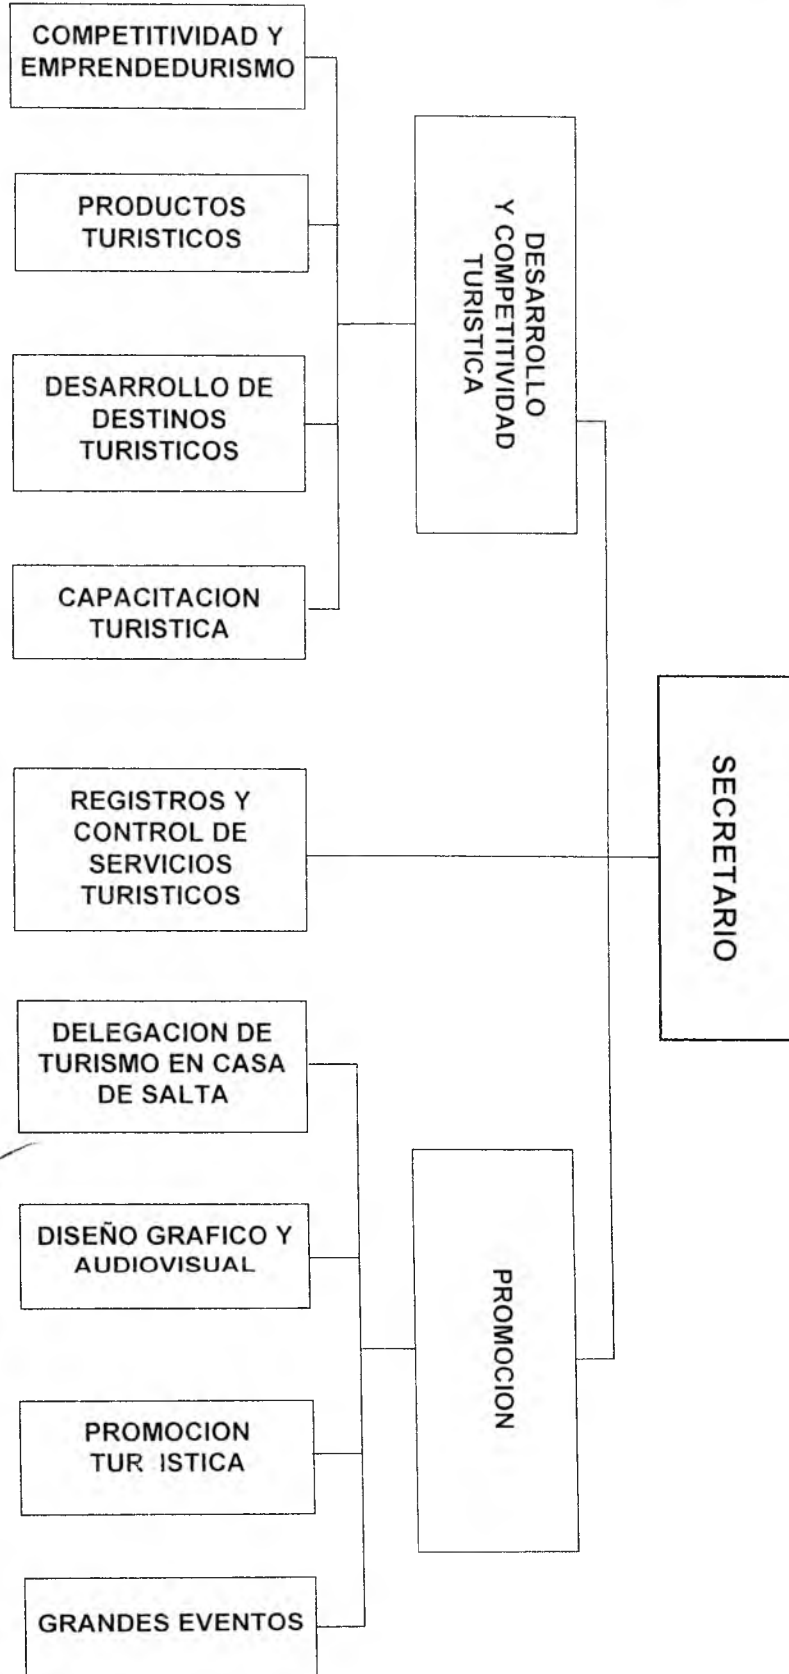 COMPETITIVIDAD Y
EMPRENDEDURISMO
PRODUCTOS
TURISTICOS
DESARROLLO DE
DESTINOS
TURISTICOS
CAPACITACION
TURISTICA
REGISTROS Y
CONTROL DE
SERVICIOS
TURISTICOS
DELEGACION DE
TURISMO EN CASA
DE SALTA
DISEÑO GRAFICO Y
AUDIOVISUAL
PROMOCION
TUR ISTICA
GRANDES EVENTOS
DESARROLLO
Y COMPETITIVIDAD
TURISTICA
PROMOCION
SECRETARIO